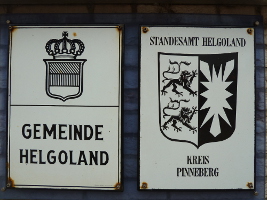 GEMEINDE
HELGOLAND
STANDESAMT HELGOLAND
KREIS
PINNEBERG